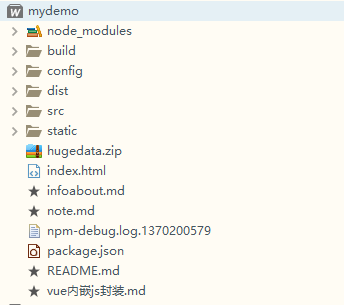 mydemo
node_modules
build
config
dist
src
static
hugedata.zip
index.html
infoabout.md
note.md
npm-debug.log.1370200579
package.json
README.md
vue内嵌js封装.md